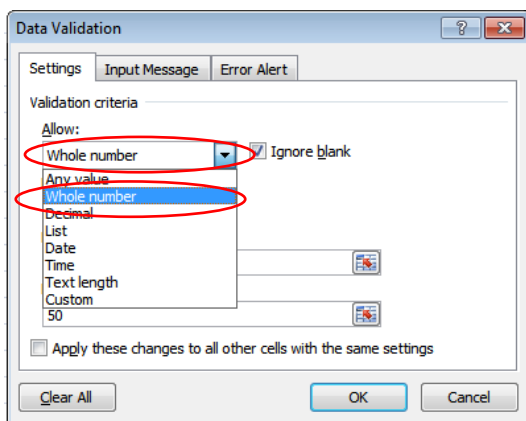 Data Validation
Settings Input Message Error Alert
Validation criteria
Allow:
Whole number Ignore blank
Any value
Whole number
Decimal
List
Date
Time
Text length
Custom
50
Apply these changes to all other cells with the same settings
Clear All OK Cancel